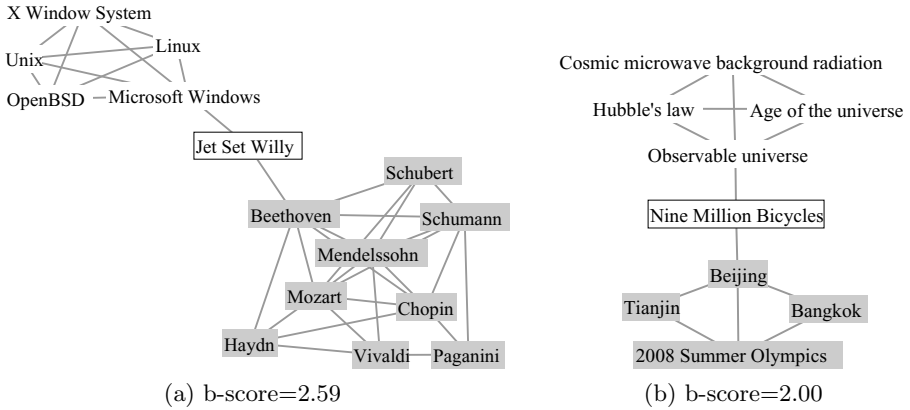 X Window System
Linux
Unix
OpenBSD
Microsoft Windows
Jet Set Willy
Schubert
Beethoven
Schumann
Mendelssohn
Mozart
Chopin
Haydn
Vivaldi
Paganini
(a) b-score=2.59
Cosmic microwave background radiation
Hubble's law
Age of the universe
Observable universe
Nine Million Bicycles
Beijing
Tianjin
Bangkok
2008 Summer Olympics
(b) b-score=2.00